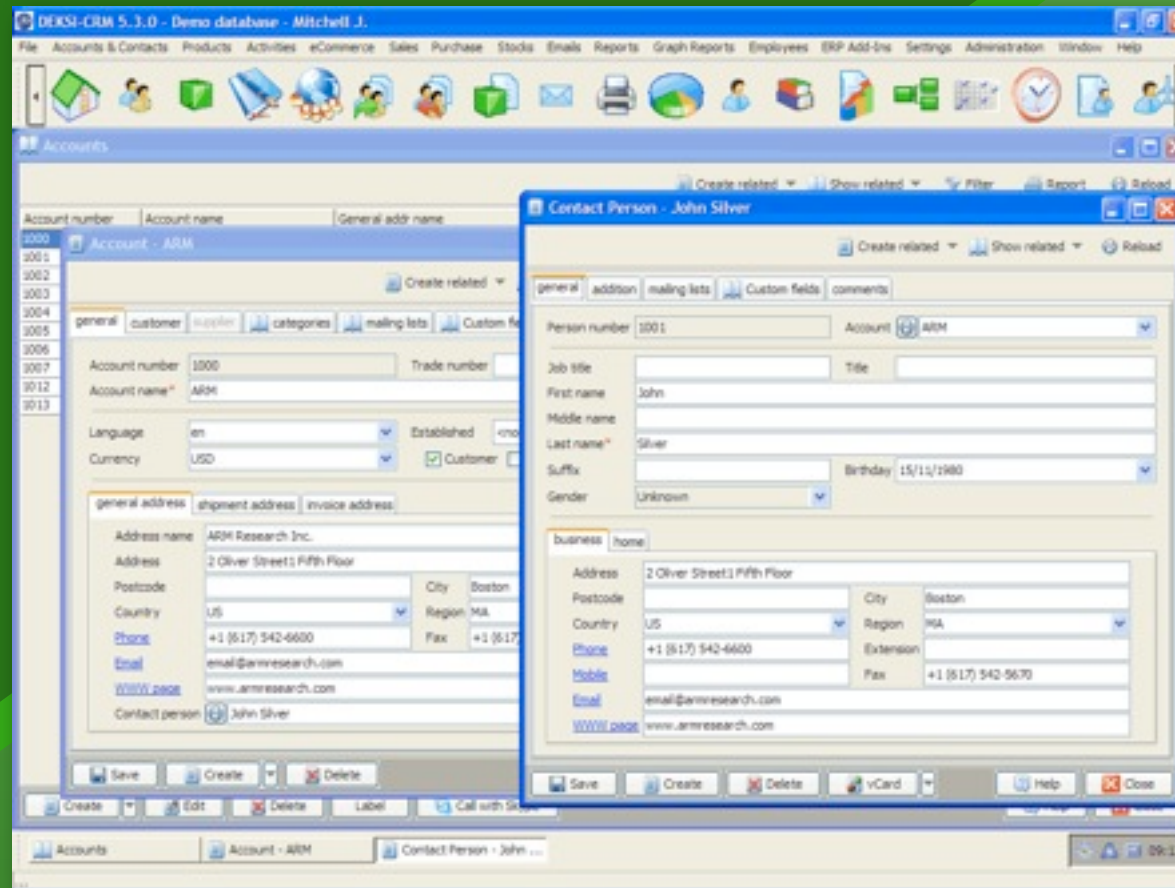 DEKSI-CRM 5.3.0 - Demo database - Mitchell J.
File Accounts & Contacts Products Activities eCommerce Sales Purchase Stocks Emails Reports Graph Reports Employees ERP Add-Ins Settings Administration Window Help
Accounts
Create related Show related Filter Report Reload
Account number Account name General addr name
1000
1001
1002
1003
1004
1005
1006
1007
1012
1013
Account - ARM
Create related
general customer supplier categories mailing lists Custom fie
Account number 1000 Trade number
Account name* ARM
Language en Established <no
Currency USD Customer
general address shipment address invoice address
Address name ARM Research Inc.
Address 2 Oliver Street1 Fifth Floor
Postcode City Boston
Country US Region MA
Phone +1 (617) 542-6600 Fax +1 (617)
Email email@armresearch.com
WWW page www.armresearch.com
Contact person John Silver
Save Create Delete
Contact Person - John Silver
Create related Show related Reload
general addition mailing lists Custom fields comments
Person number 1001 Account ARM
Job title Title
First name John
Middle name
Last name* Silver
Suffix Birthday 15/11/1980
Gender Unknown
business home
Address 2 Oliver Street1 Fifth Floor
Postcode City Boston
Country US Region MA
Phone +1 (617) 542-6600 Extension
Mobile Fax +1 (617) 542-5670
Email email@armresearch.com
WWW page www.armresearch.com
Save Create Delete vCard Help Close
Create Edit Delete Label Call with
Accounts Account - ARM Contact Person - John ...
09:1